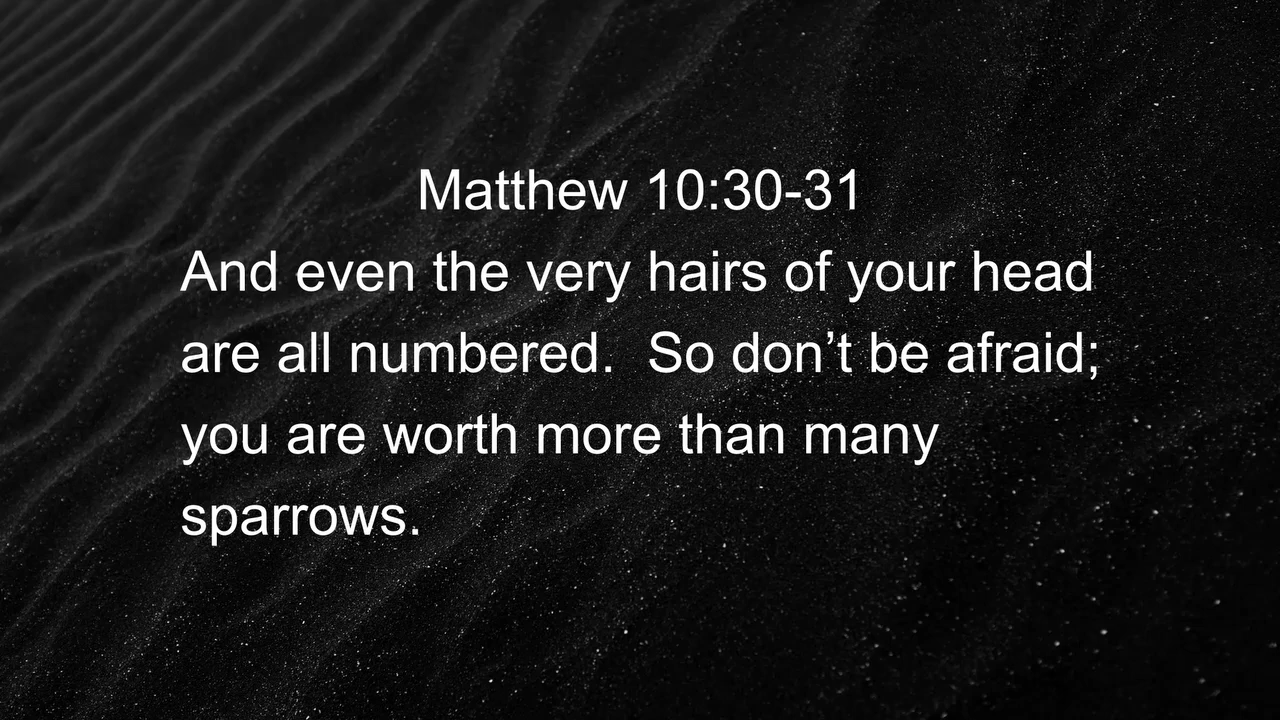 Matthew 10:30-31
And even the very hairs of your head
are all numbered.  So don’t be afraid;
you are worth more than many
sparrows.